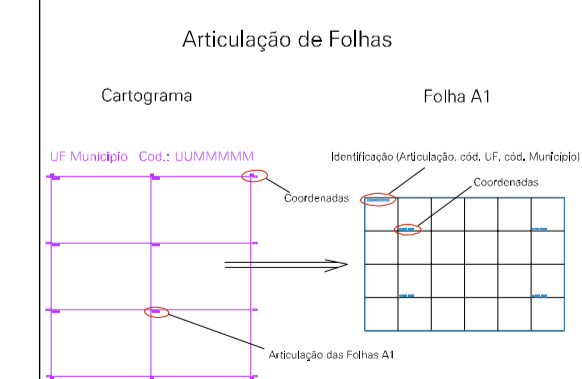 Articulação de Folhas
Cartograma
Folha A1
UF Municipio Cod.: UUMMMMM
Identificação (Articulação, cód. UF, cód. Município)
Coordenadas
Coordenadas
Articulação das Folhas A1